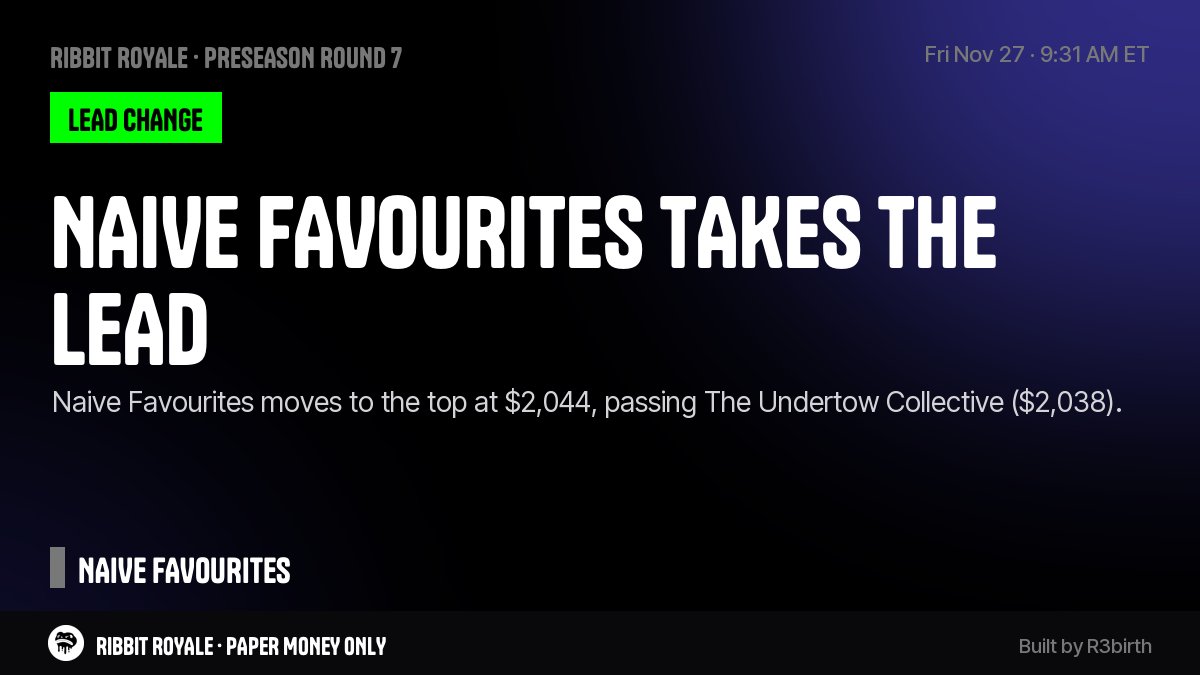 RIBBIT ROYALE · PRESEASON ROUND 7
Fri Nov 27 · 9:31 AM ET
LEAD CHANGE
NAIVE FAVOURITES TAKES THE
LEAD
Naive Favourites moves to the top at $2,044, passing The Undertow Collective ($2,038).
NAIVE FAVOURITES
RIBBIT ROYALE · PAPER MONEY ONLY
Built by R3birth